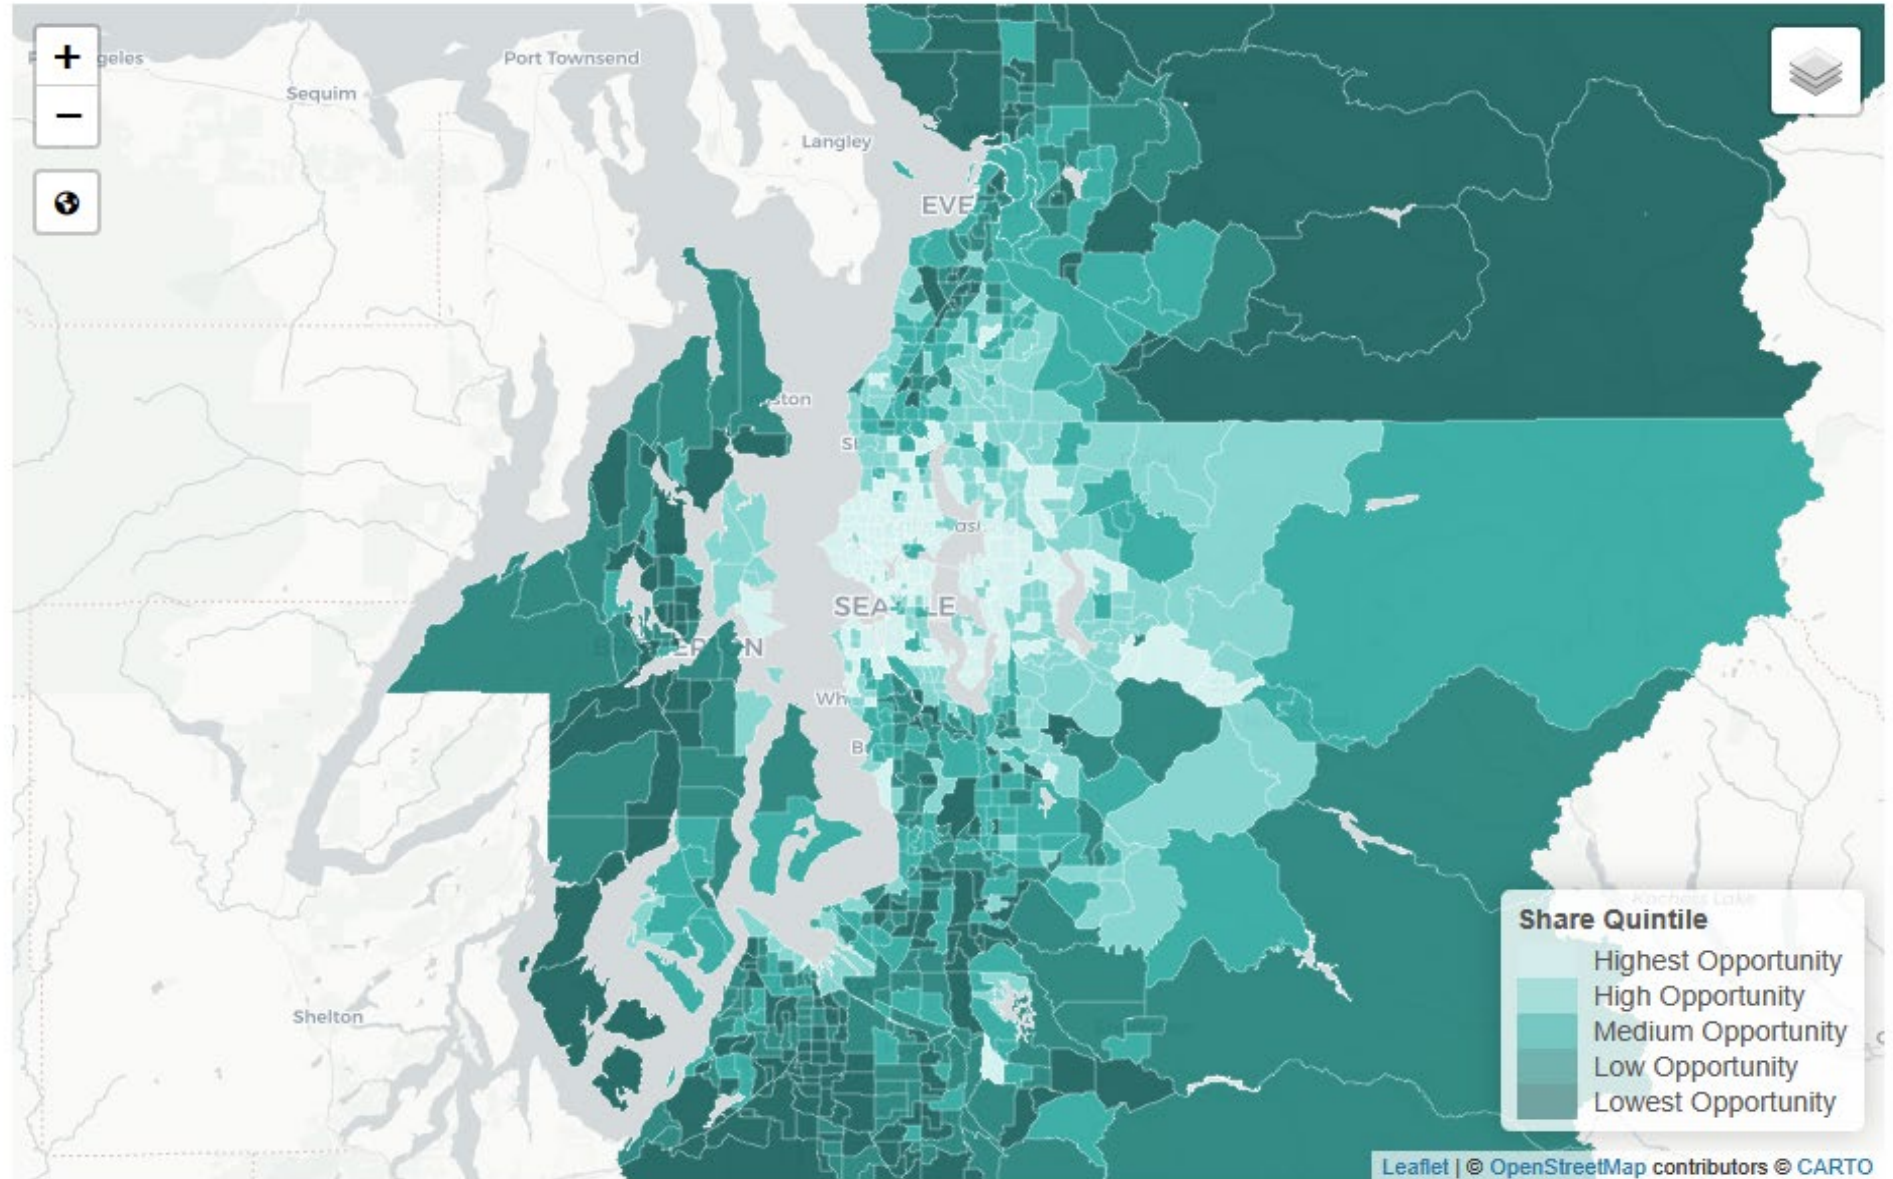 +
geles
Port Townsend
Sequim
−
Langley
EVE
SEA LE
Wh
B
Shelton
Share Quintile
Highest Opportunity
High Opportunity
Medium Opportunity
Low Opportunity
Lowest Opportunity
Leaflet | © OpenStreetMap contributors © CARTO